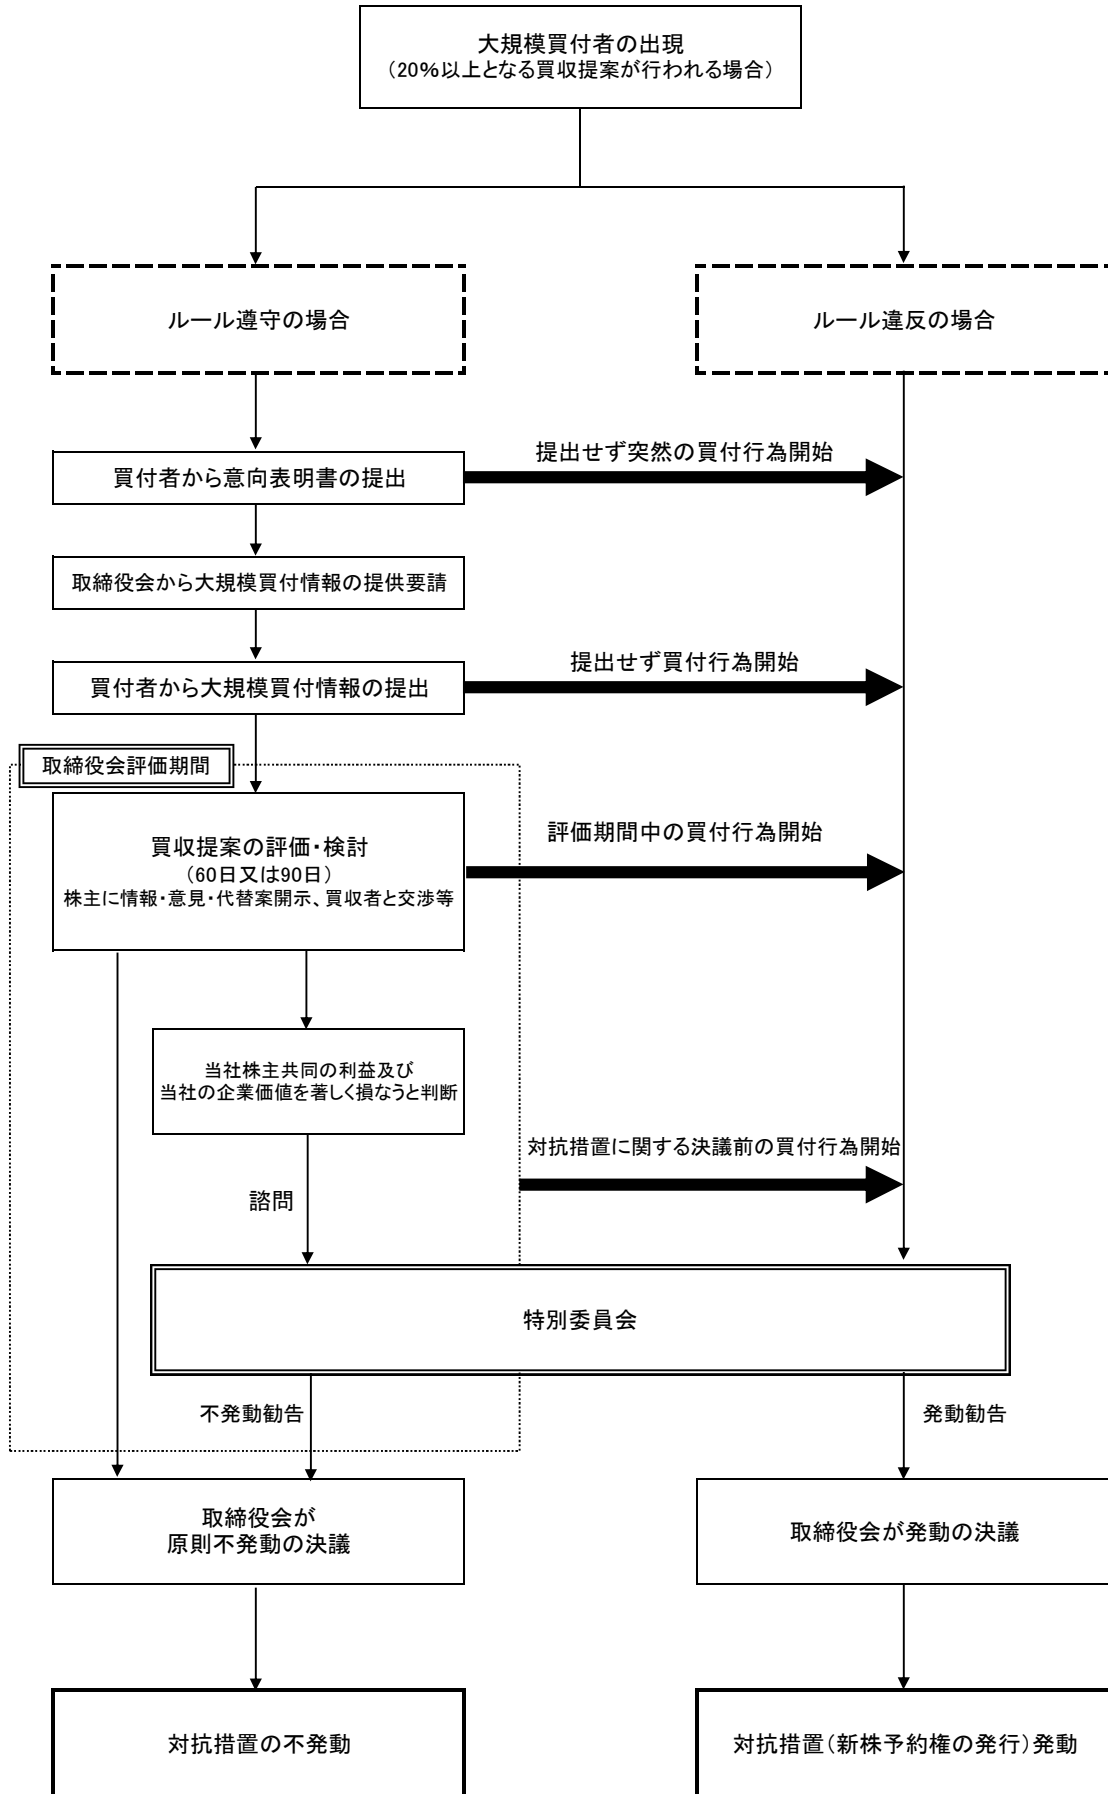 大規模買付者の出現
（20％以上となる買収提案が行われる場合）
ルール遵守の場合
ルール違反の場合
提出せず突然の買付行為開始
買付者から意向表明書の提出
取締役会から大規模買付情報の提供要請
提出せず買付行為開始
買付者から大規模買付情報の提出
取締役会評価期間
評価期間中の買付行為開始
買収提案の評価・検討
（60日又は90日）
株主に情報・意見・代替案開示、買収者と交渉等
当社株主共同の利益及び
当社の企業価値を著しく損なうと判断
対抗措置に関する決議前の買付行為開始
諮問
特別委員会
不発動勧告
発動勧告
取締役会が
原則不発動の決議
取締役会が発動の決議
対抗措置の不発動
対抗措置（新株予約権の発行）発動